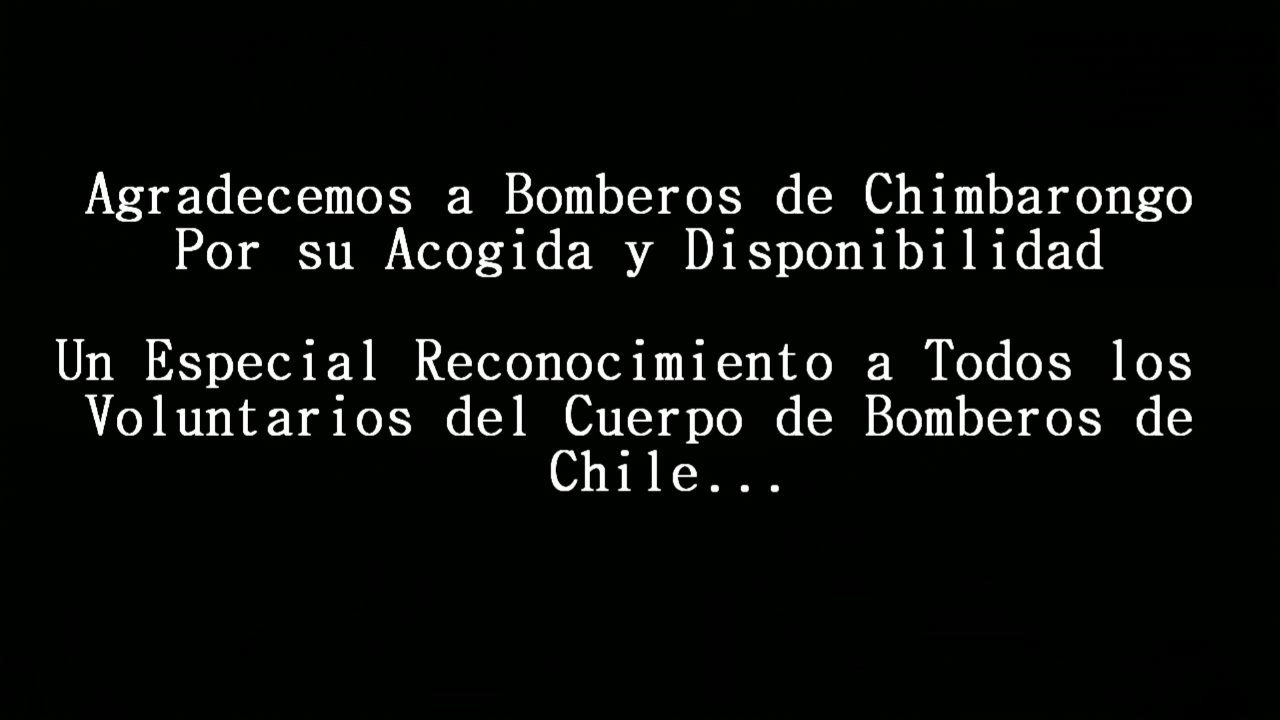 Agradecemos a Bomberos de Chimbarongo
Por su Acogida y Disponibilidad
Un Especial Reconocimiento a Todos los
Voluntarios del Cuerpo de Bomberos de
Chile...